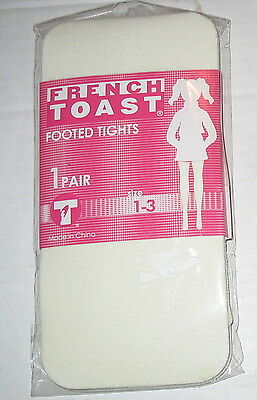 FRENCH
TOAST®
FOOTED TIGHTS
1 PAIR
size
1-3
T®
Made in China